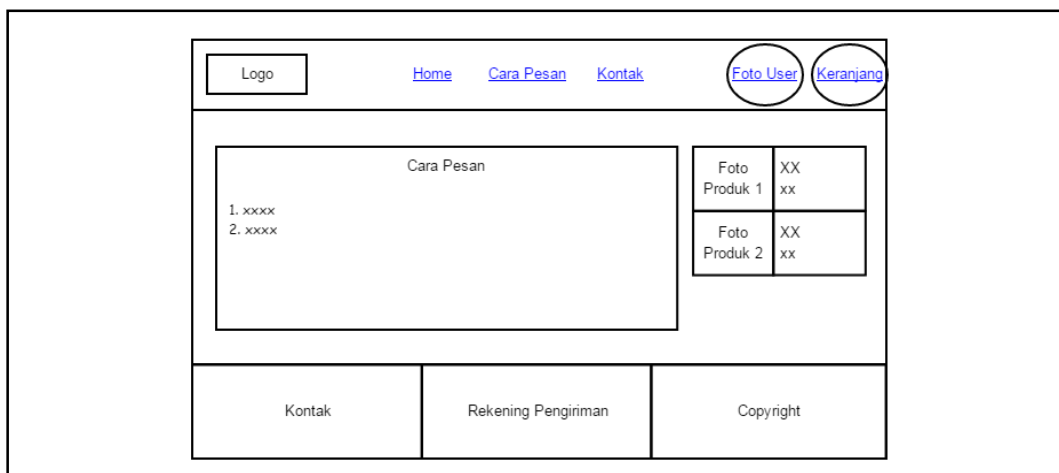 Logo
Home
Cara Pesan
Kontak
Foto User
Keranjang
Cara Pesan
1. xxxx
2. xxxx
Foto
Produk 1
XX
xx
Foto
Produk 2
XX
xx
Kontak
Rekening Pengiriman
Copyright